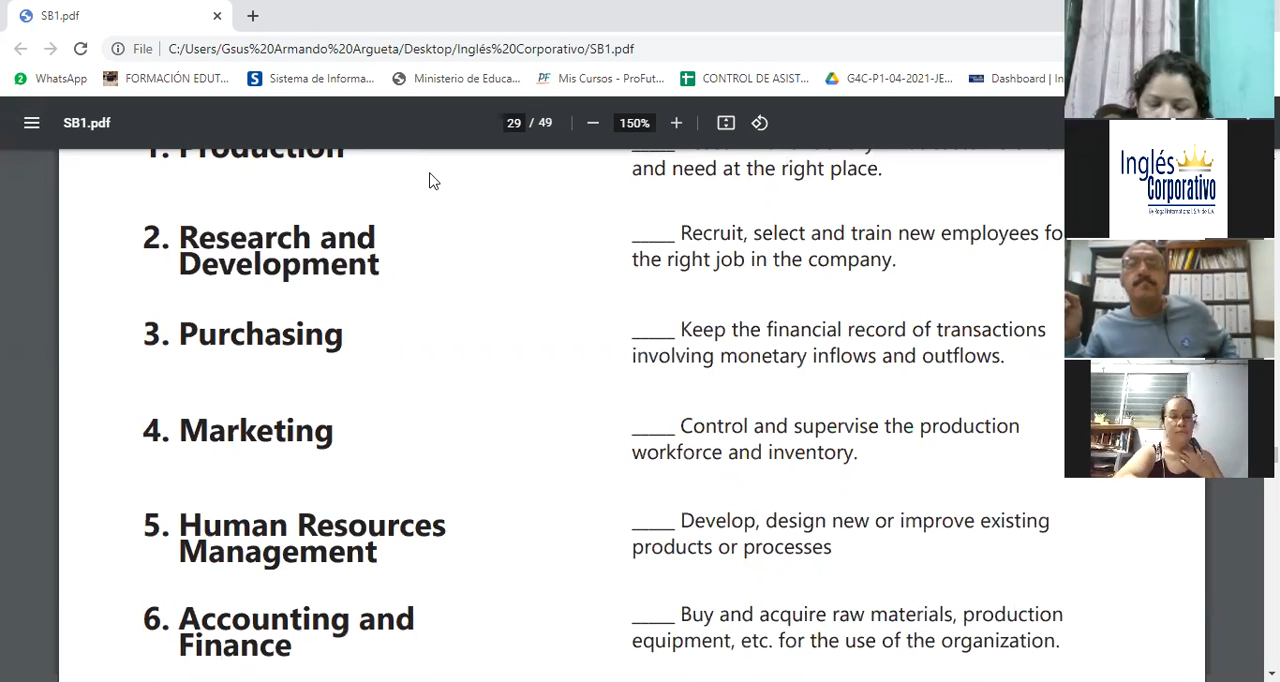 SB1.pdf
File C:/Users/Gsus%20Armando%20Argueta/Desktop/Inglés%20Corporativo/SB1.pdf
WhatsApp FORMACIÓN EDUT... Sistema de Informa... Ministerio de Educa... Mis Cursos - ProFut... CONTROL DE ASIST... G4C-P1-04-2021-JE... Dashboard | In
SB1.pdf 29 / 49 150%
1. Production
and need at the right place.
2. Research and
Development
_____ Recruit, select and train new employees fo
the right job in the company.
3. Purchasing
_____ Keep the financial record of transactions
involving monetary inflows and outflows.
4. Marketing
_____ Control and supervise the production
workforce and inventory.
5. Human Resources
Management
_____ Develop, design new or improve existing
products or processes
6. Accounting and
Finance
_____ Buy and acquire raw materials, production
equipment, etc. for the use of the organization.
Inglés
Corporativo